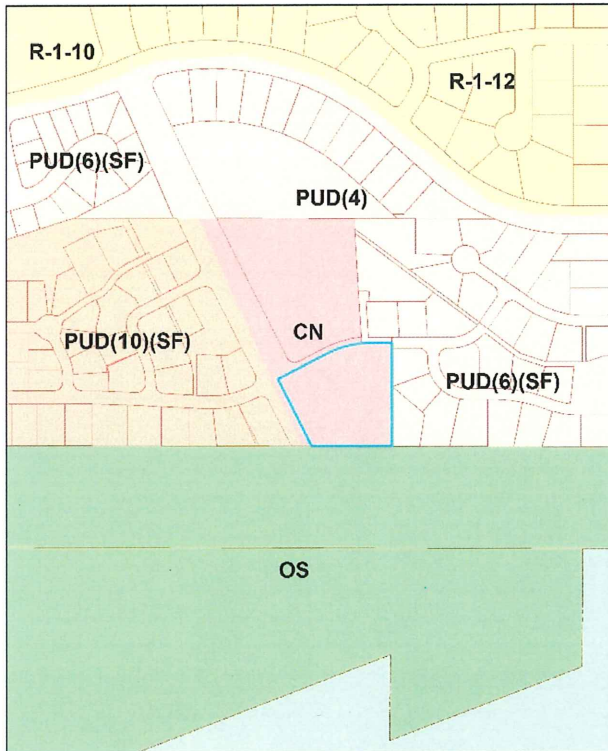 R-1-10
R-1-12
PUD(6)(SF)
PUD(4)
CN
PUD(10)(SF)
PUD(6)(SF)
OS